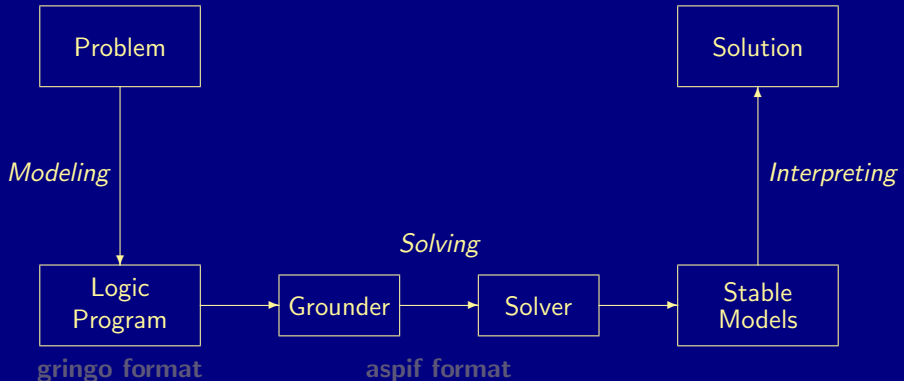 Problem
Solution
Modeling
Interpreting
Solving
Logic
Program
Grounder
Solver
Stable
Models
gringo format
aspif format